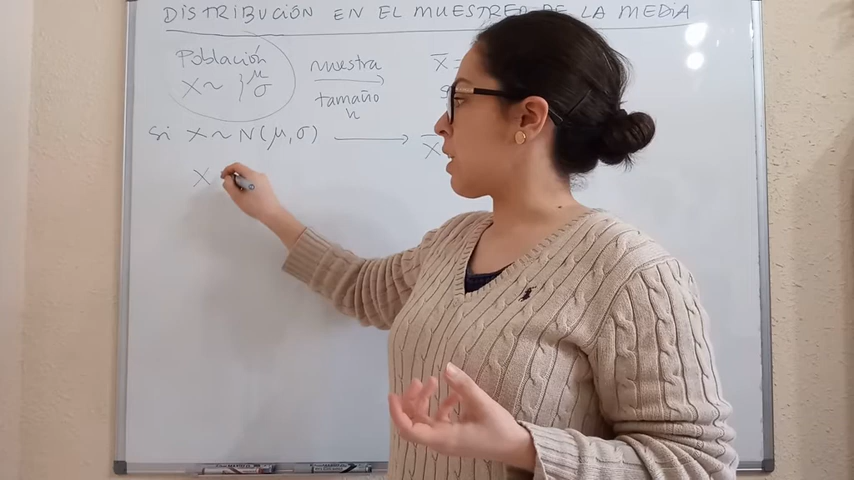 DISTRIBUCIÓN EN EL MUESTREO DE LA MEDIA
Población muestra x̄ =
X ~ } μ σ tamaño n
Si X ~ N(μ, σ) → x̄
X